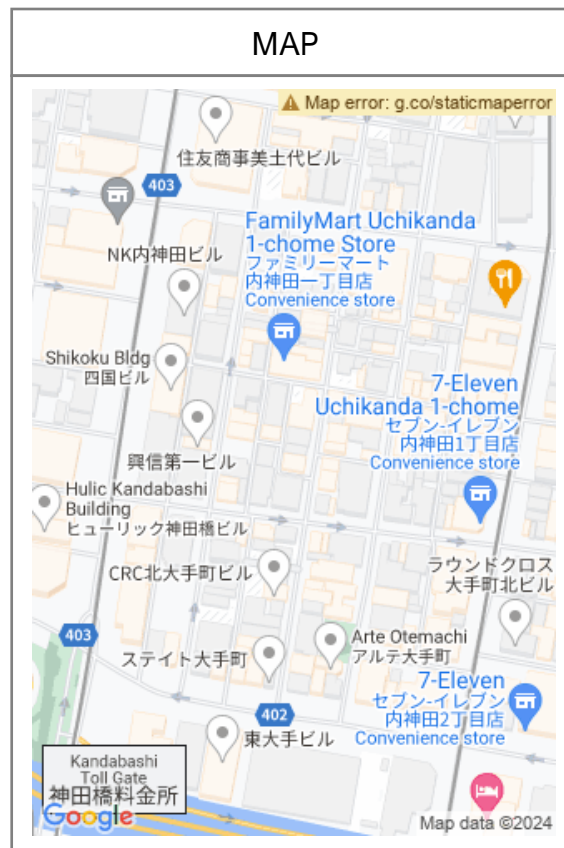 MAP
Map error: g.co/staticmaperror
住友商事美土代ビル
403
FamilyMart Uchikanda
1-chome Store
ファミリーマート
内神田一丁目店
Convenience store
NK内神田ビル
Shikoku Bldg
四国ビル
7-Eleven
Uchikanda 1-chome
セブン-イレブン
内神田1丁目店
Convenience store
興信第一ビル
Hulic Kandabashi
Building
ヒューリック神田橋ビル
CRC北大手町ビル
ラウンドクロス
大手町北ビル
403
Arte Otemachi
アルテ大手町
ステイト大手町
7-Eleven
セブン-イレブン
内神田2丁目店
Convenience store
402
東大手ビル
Kandabashi
Toll Gate
神田橋料金所
Google
Map data ©2024